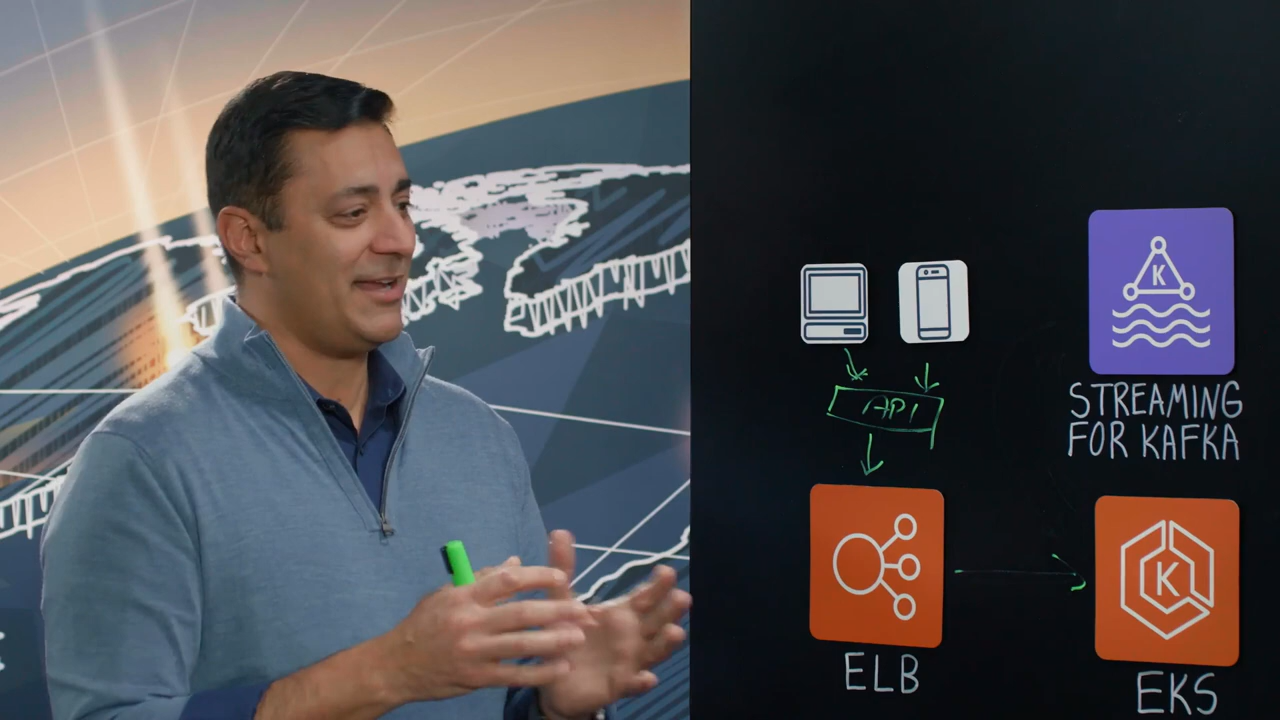 K
STREAMING
FOR KAFKA
API
ELB
K
EKS